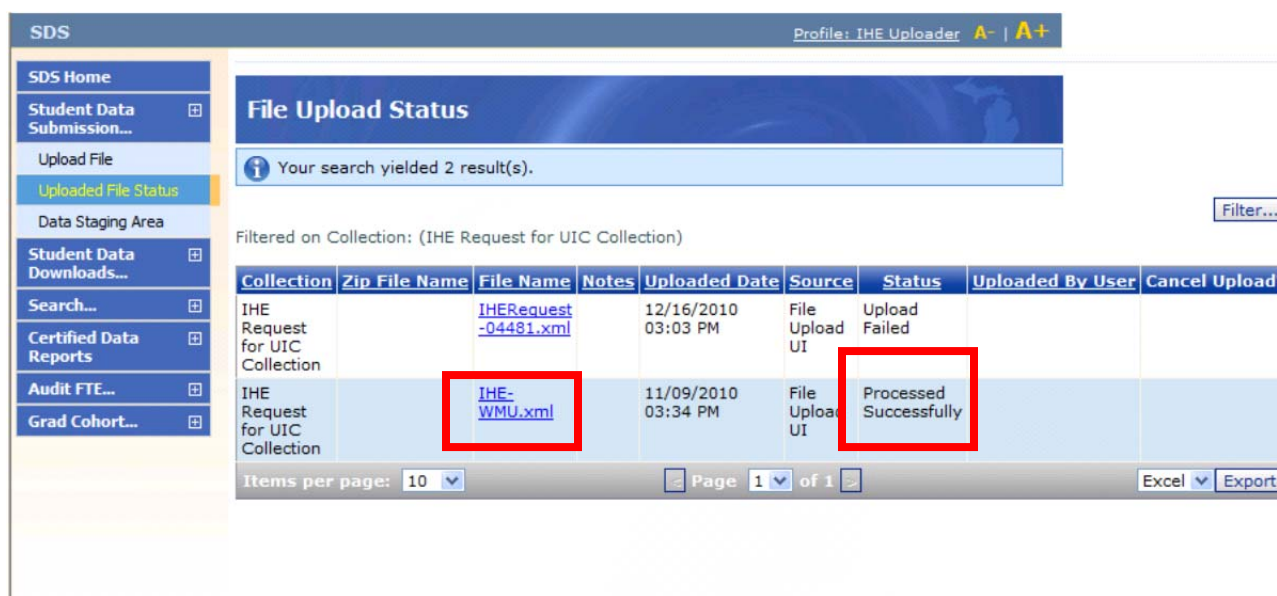 SDS
Profile: IHE Uploader A- | A+
SDS Home
Student Data
Submission...
Upload File
Uploaded File Status
Data Staging Area
Student Data
Downloads...
Search...
Certified Data
Reports
Audit FTE...
Grad Cohort...
File Upload Status
Your search yielded 2 result(s).
Filter...
Filtered on Collection: (IHE Request for UIC Collection)
Collection Zip File Name File Name Notes Uploaded Date Source Status Uploaded By User Cancel Upload
IHE IHERequest 12/16/2010 File Upload
Request -04481.xml 03:03 PM Upload Failed
for UIC UI
Collection
IHE IHE- 11/09/2010 File Processed
Request WMU.xml 03:34 PM Upload Successfully
for UIC UI
Collection
Items per page: 10 < Page 1 of 1 > Excel Export